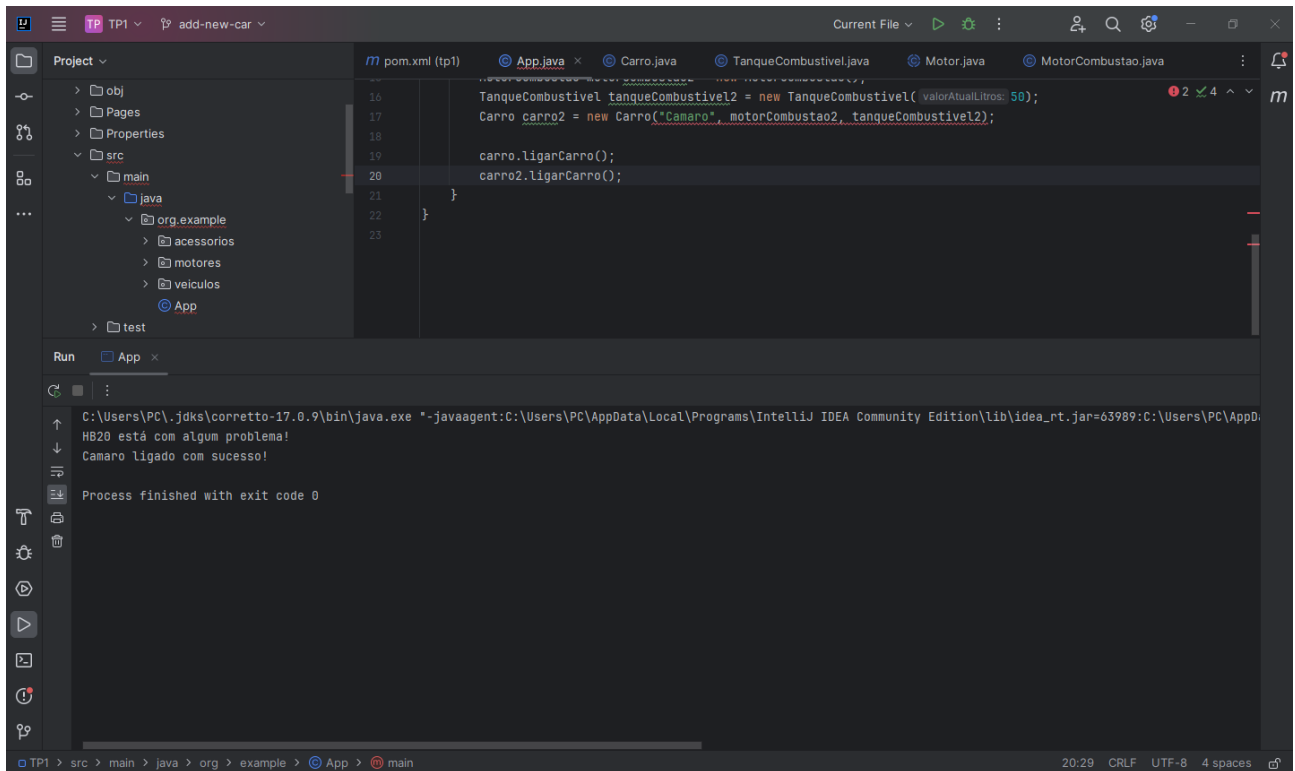 TP TP1 add-new-car Current File
Project
obj
Pages
Properties
src
main
java
org.example
acessorios
motores
veiculos
App
test
m pom.xml (tp1) App.java Carro.java TanqueCombustivel.java Motor.java MotorCombustao.java
2 4
16 TanqueCombustivel tanqueCombustivel2 = new TanqueCombustivel( valorAtualLitros: 50);
17 Carro carro2 = new Carro("Camaro", motorCombustao2, tanqueCombustivel2);
18
19 carro.ligarCarro();
20 carro2.ligarCarro();
21 }
22 }
23
m
Run App
C:\Users\PC\.jdks\corretto-17.0.9\bin\java.exe "-javaagent:C:\Users\PC\AppData\Local\Programs\IntelliJ IDEA Community Edition\lib\idea_rt.jar=63989:C:\Users\PC\AppD
HB20 está com algum problema!
Camaro ligado com sucesso!
Process finished with exit code 0
TP1 > src > main > java > org > example > App > main 20:29 CRLF UTF-8 4 spaces